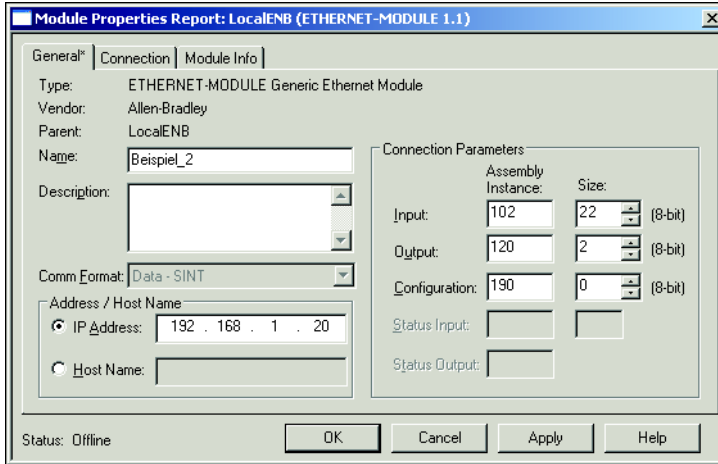 Module Properties Report: LocalENB (ETHERNET-MODULE 1.1)
General* Connection Module Info
Type: ETHERNET-MODULE Generic Ethernet Module
Vendor: Allen-Bradley
Parent: LocalENB
Name: Beispiel_2
Description:
Comm Format: Data - SINT
Address / Host Name
IP Address: 192 . 168 . 1 . 20
Host Name:
Connection Parameters
Assembly
Instance: Size:
Input: 102 22 (8-bit)
Output: 120 2 (8-bit)
Configuration: 190 0 (8-bit)
Status Input:
Status Output:
Status: Offline OK Cancel Apply Help